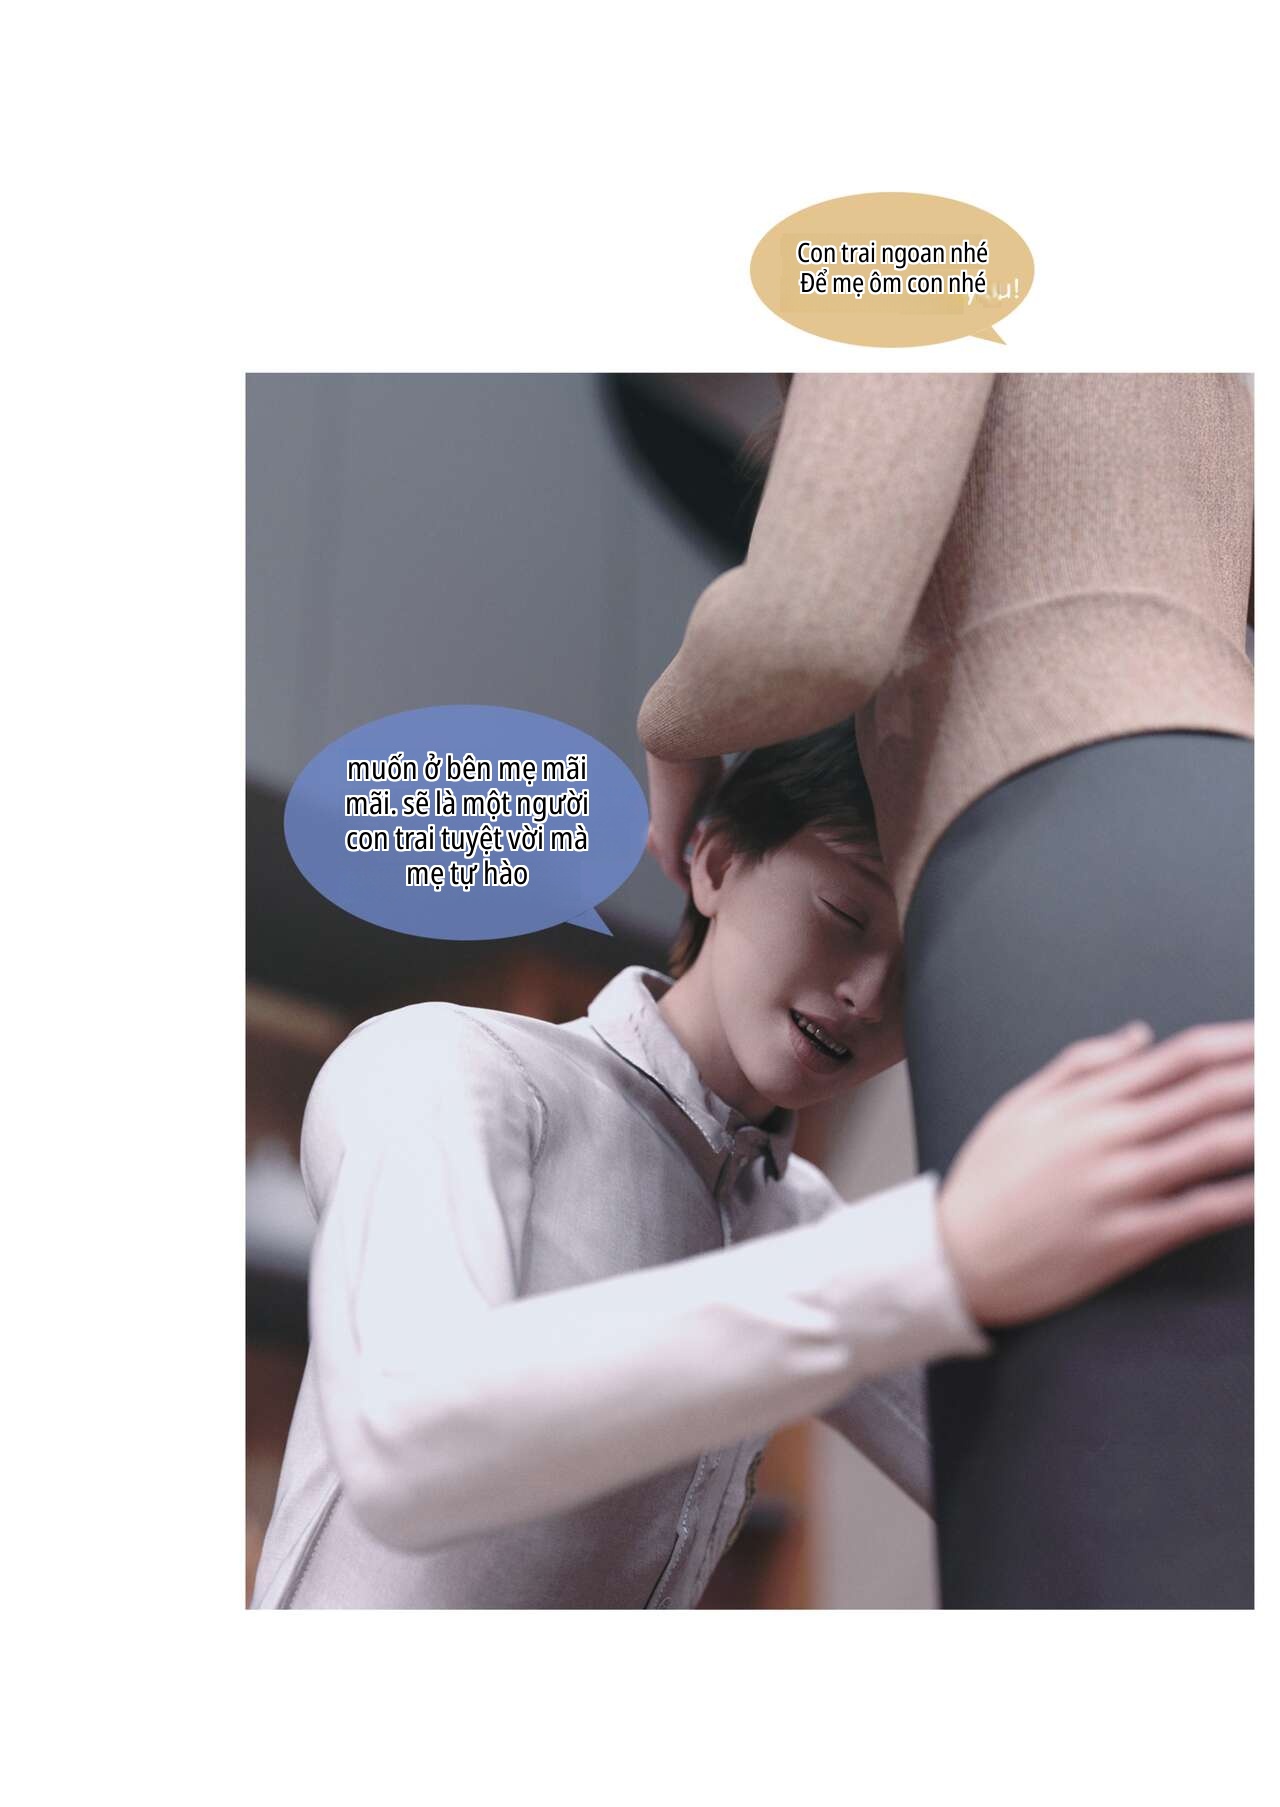 Con trai ngoan nhé
Để mẹ ôm con nhé
muốn ở bên mẹ mãi
mãi. sẽ là một người
con trai tuyệt vời mà
mẹ tự hào